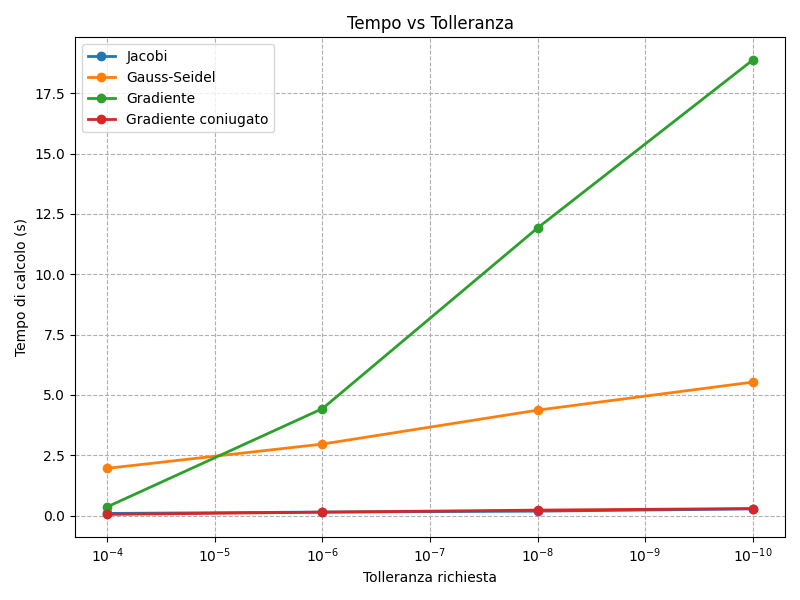 Tempo vs Tolleranza
Jacobi
Gauss-Seidel
Gradiente
Gradiente coniugato
Tempo di calcolo (s)
17.5
15.0
12.5
10.0
7.5
5.0
2.5
0.0
10⁻⁴ 10⁻⁵ 10⁻⁶ 10⁻⁷ 10⁻⁸ 10⁻⁹ 10⁻¹⁰
Tolleranza richiesta